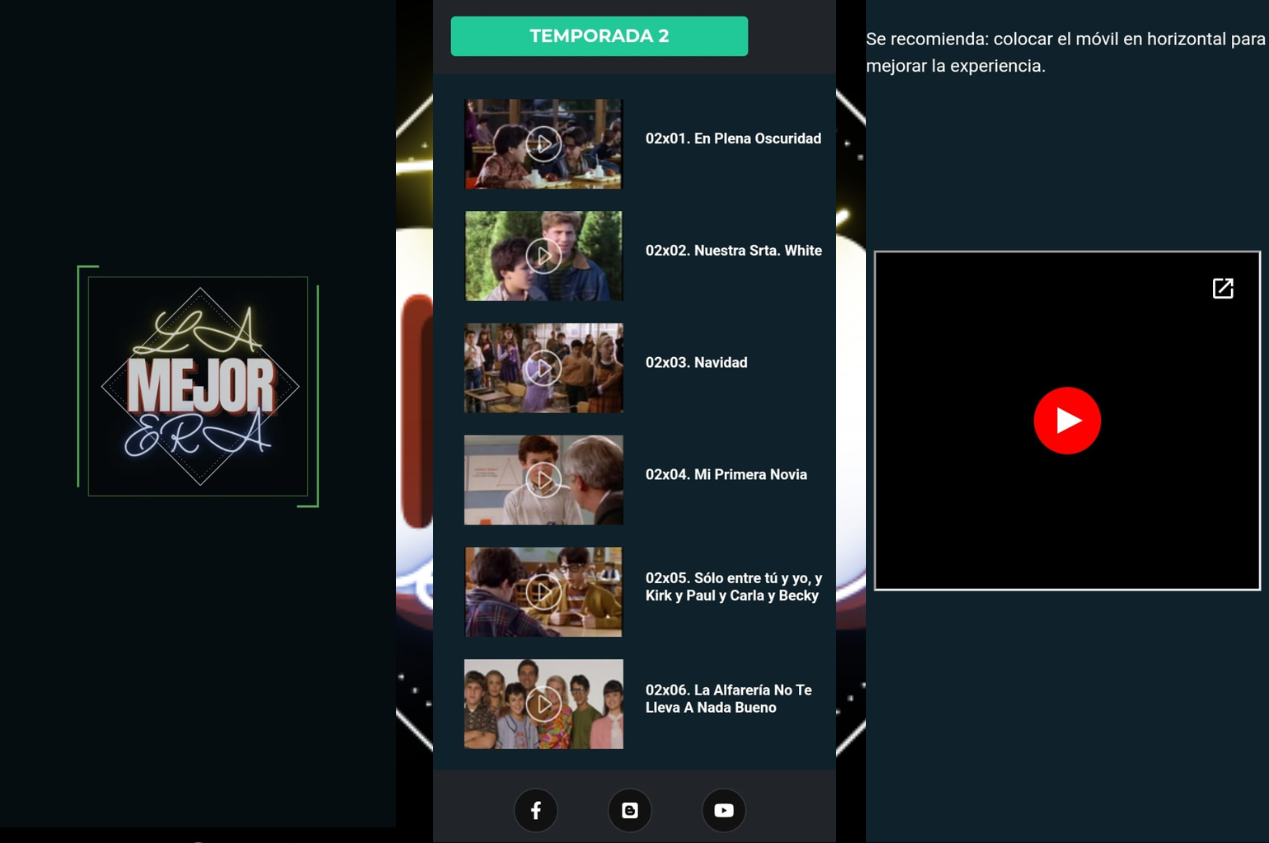 LA
MEJOR
ERA
TEMPORADA 2
02x01. En Plena Oscuridad
02x02. Nuestra Srta. White
02x03. Navidad
02x04. Mi Primera Novia
02x05. Sólo entre tú y yo, y
Kirk y Paul y Carla y Becky
02x06. La Alfarería No Te
Lleva A Nada Bueno
Se recomienda: colocar el móvil en horizontal para
mejorar la experiencia.